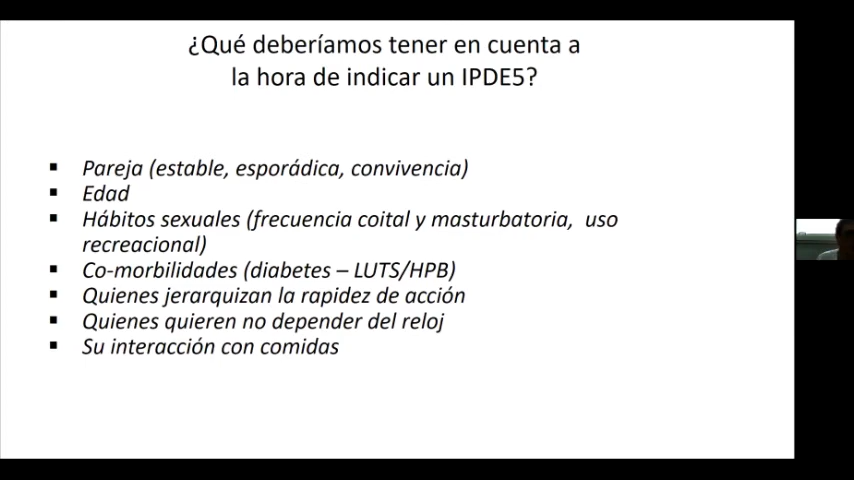 ¿Qué deberíamos tener en cuenta a
la hora de indicar un IPDE5?
▪ Pareja (estable, esporádica, convivencia)
▪ Edad
▪ Hábitos sexuales (frecuencia coital y masturbatoria, uso
recreacional)
▪ Co-morbilidades (diabetes – LUTS/HPB)
▪ Quienes jerarquizan la rapidez de acción
▪ Quienes quieren no depender del reloj
▪ Su interacción con comidas